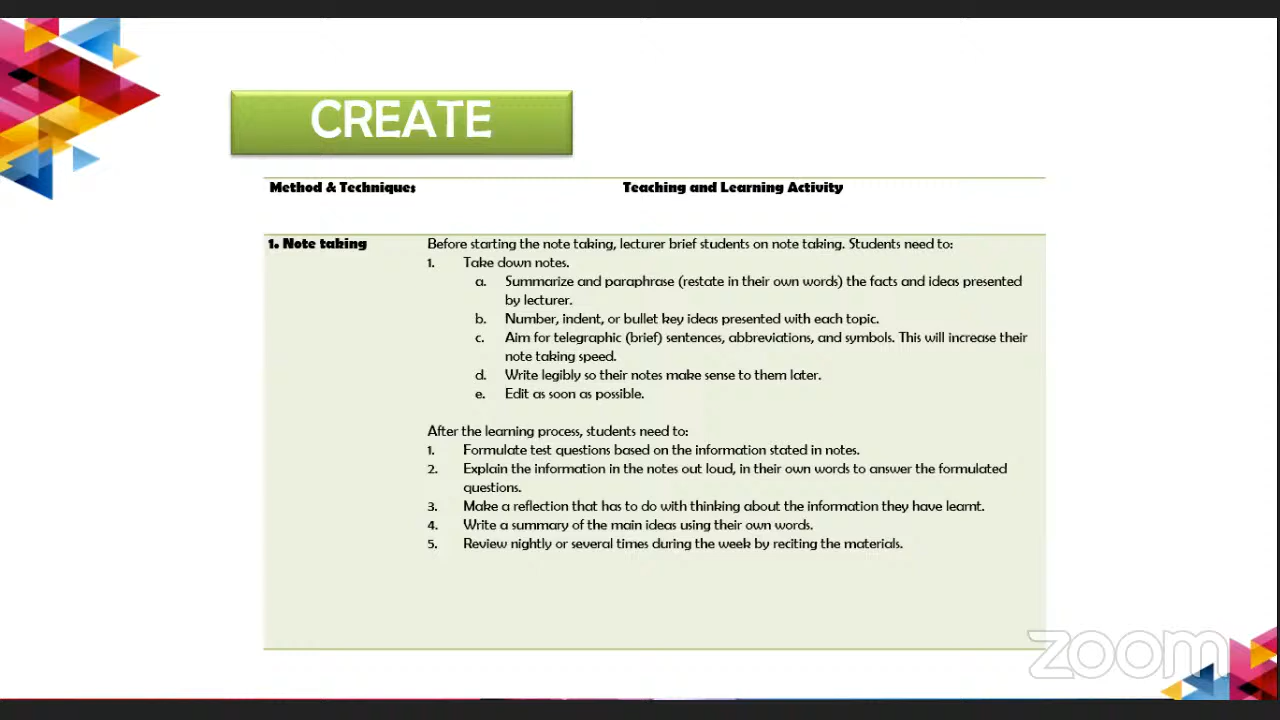 CREATE
Method & Techniques Teaching and Learning Activity
1. Note taking Before starting the note taking, lecturer brief students on note taking. Students need to:
1. Take down notes.
a. Summarize and paraphrase (restate in their own words) the facts and ideas presented
by lecturer.
b. Number, indent, or bullet key ideas presented with each topic.
c. Aim for telegraphic (brief) sentences, abbreviations, and symbols. This will increase their
note taking speed.
d. Write legibly so their notes make sense to them later.
e. Edit as soon as possible.
After the learning process, students need to:
1. Formulate test questions based on the information stated in notes.
2. Explain the information in the notes out loud, in their own words to answer the formulated
questions.
3. Make a reflection that has to do with thinking about the information they have learnt.
4. Write a summary of the main ideas using their own words.
5. Review nightly or several times during the week by reciting the materials.
zoom